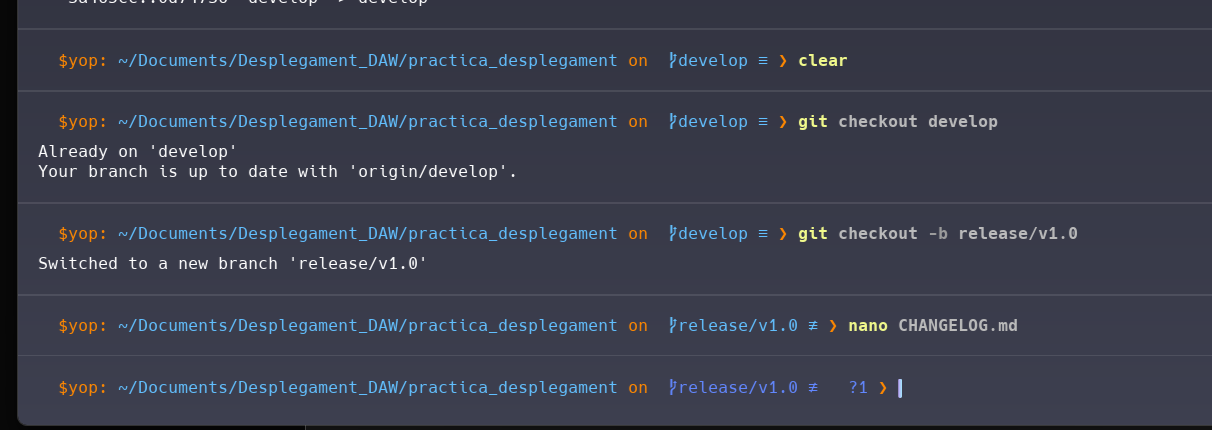 $yop: ~/Documents/Desplegament_DAW/practica_desplegament on develop ≡ ❯ clear
$yop: ~/Documents/Desplegament_DAW/practica_desplegament on develop ≡ ❯ git checkout develop
Already on 'develop'
Your branch is up to date with 'origin/develop'.
$yop: ~/Documents/Desplegament_DAW/practica_desplegament on develop ≡ ❯ git checkout -b release/v1.0
Switched to a new branch 'release/v1.0'
$yop: ~/Documents/Desplegament_DAW/practica_desplegament on release/v1.0 ≢ ❯ nano CHANGELOG.md
$yop: ~/Documents/Desplegament_DAW/practica_desplegament on release/v1.0 ≢ ?1 ❯